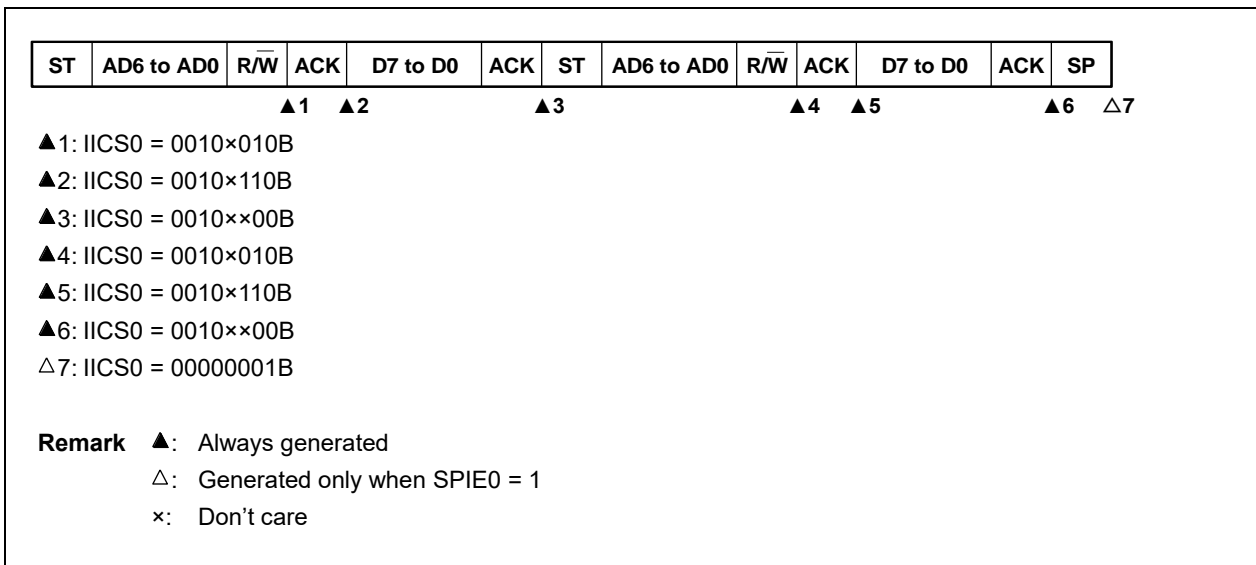 ST AD6 to AD0 R/W̅ ACK D7 to D0 ACK ST AD6 to AD0 R/W̅ ACK D7 to D0 ACK SP
▲1 ▲2 ▲3 ▲4 ▲5 ▲6 △7
▲1: IICS0 = 0010×010B
▲2: IICS0 = 0010×110B
▲3: IICS0 = 0010××00B
▲4: IICS0 = 0010×010B
▲5: IICS0 = 0010×110B
▲6: IICS0 = 0010××00B
△7: IICS0 = 00000001B
Remark ▲: Always generated
△: Generated only when SPIE0 = 1
×: Don't care